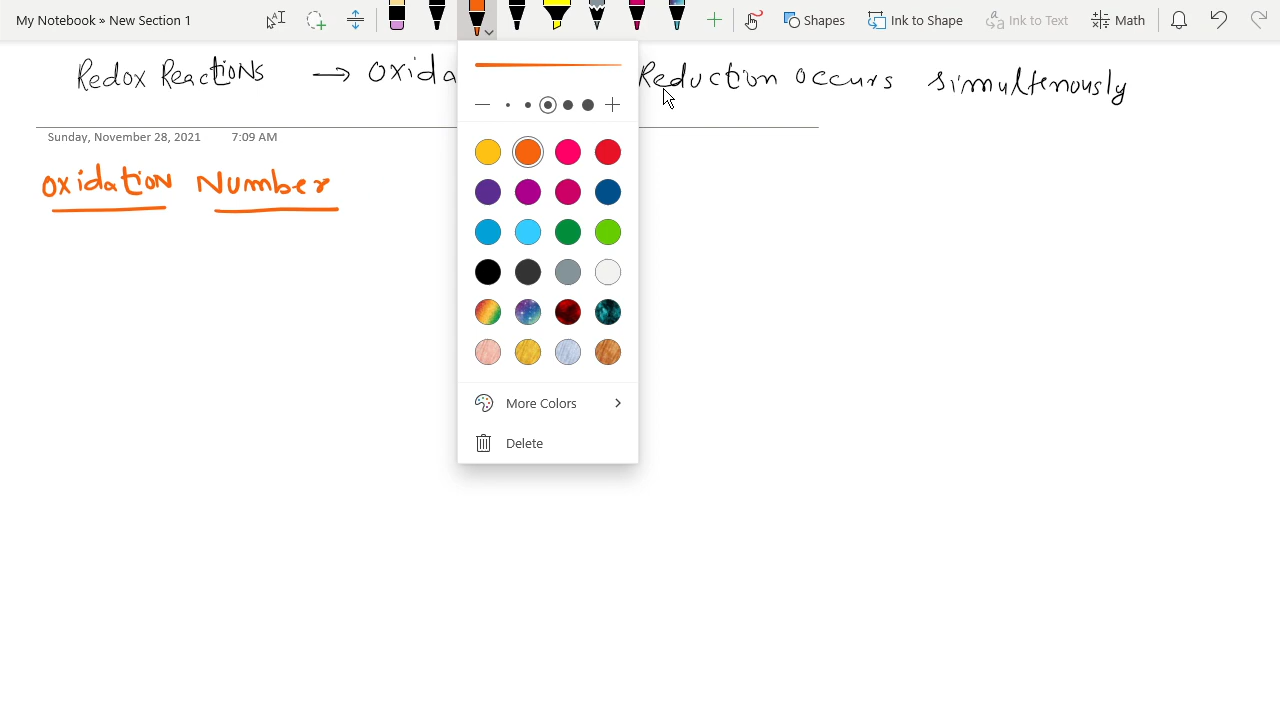 My Notebook » New Section 1 Shapes Ink to Shape Ink to Text Math
Redox ReactioNs → oxida Reduction occurs simultenously
Sunday, November 28, 2021 7:09 AM
oxidatioN Number
More Colors
Delete